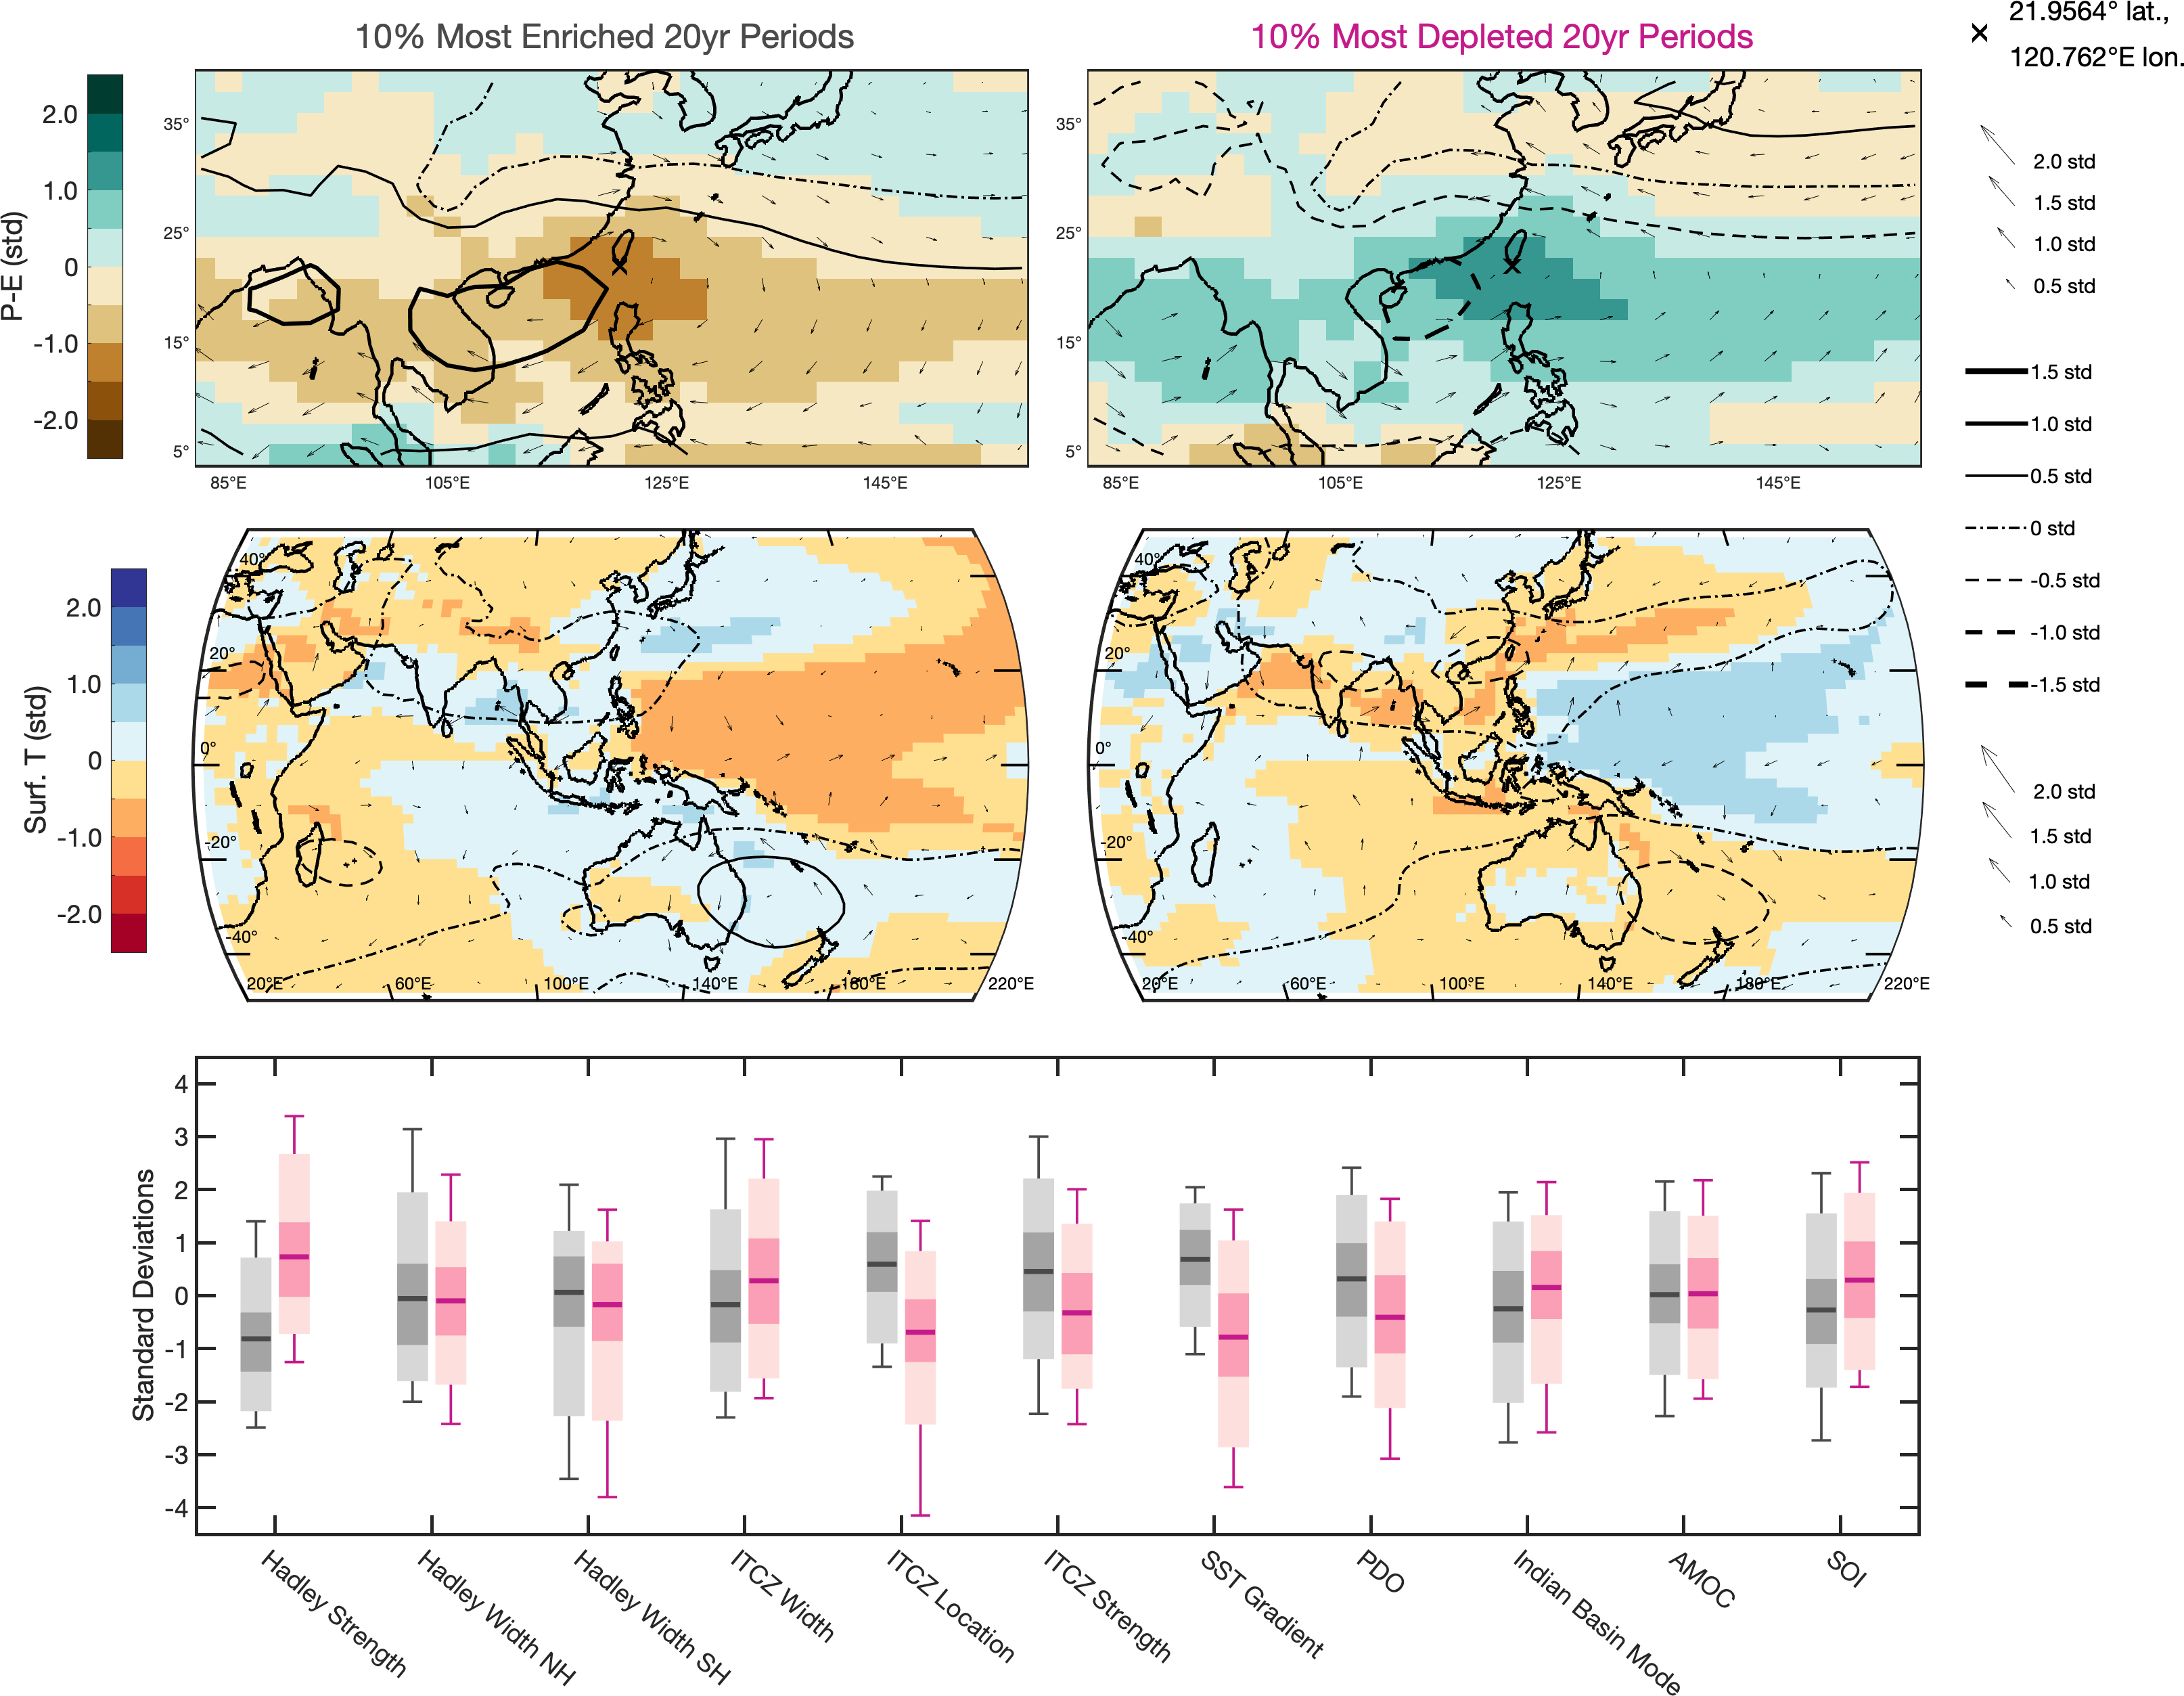 10% Most Enriched 20yr Periods
10% Most Depleted 20yr Periods
21.9564° lat.,
120.762°E lon.
P-E (std)
2.0
1.0
0
-1.0
-2.0
35°
25°
15°
5°
85°E 105°E 125°E 145°E
35°
25°
15°
5°
85°E 105°E 125°E 145°E
2.0 std
1.5 std
1.0 std
0.5 std
1.5 std
1.0 std
0.5 std
0 std
-0.5 std
-1.0 std
-1.5 std
Surf. T (std)
2.0
1.0
0
-1.0
-2.0
40°
20°
0°
-20°
-40°
20°E 60°E 100°E 140°E 180°E 220°E
40°
20°
0°
-20°
-40°
20°E 60°E 100°E 140°E 180°E 220°E
2.0 std
1.5 std
1.0 std
0.5 std
Standard Deviations
4
3
2
1
0
-1
-2
-3
-4
Hadley Strength
Hadley Width NH
Hadley Width SH
ITCZ Width
ITCZ Location
ITCZ Strength
SST Gradient
PDO
Indian Basin Mode
AMOC
SOI